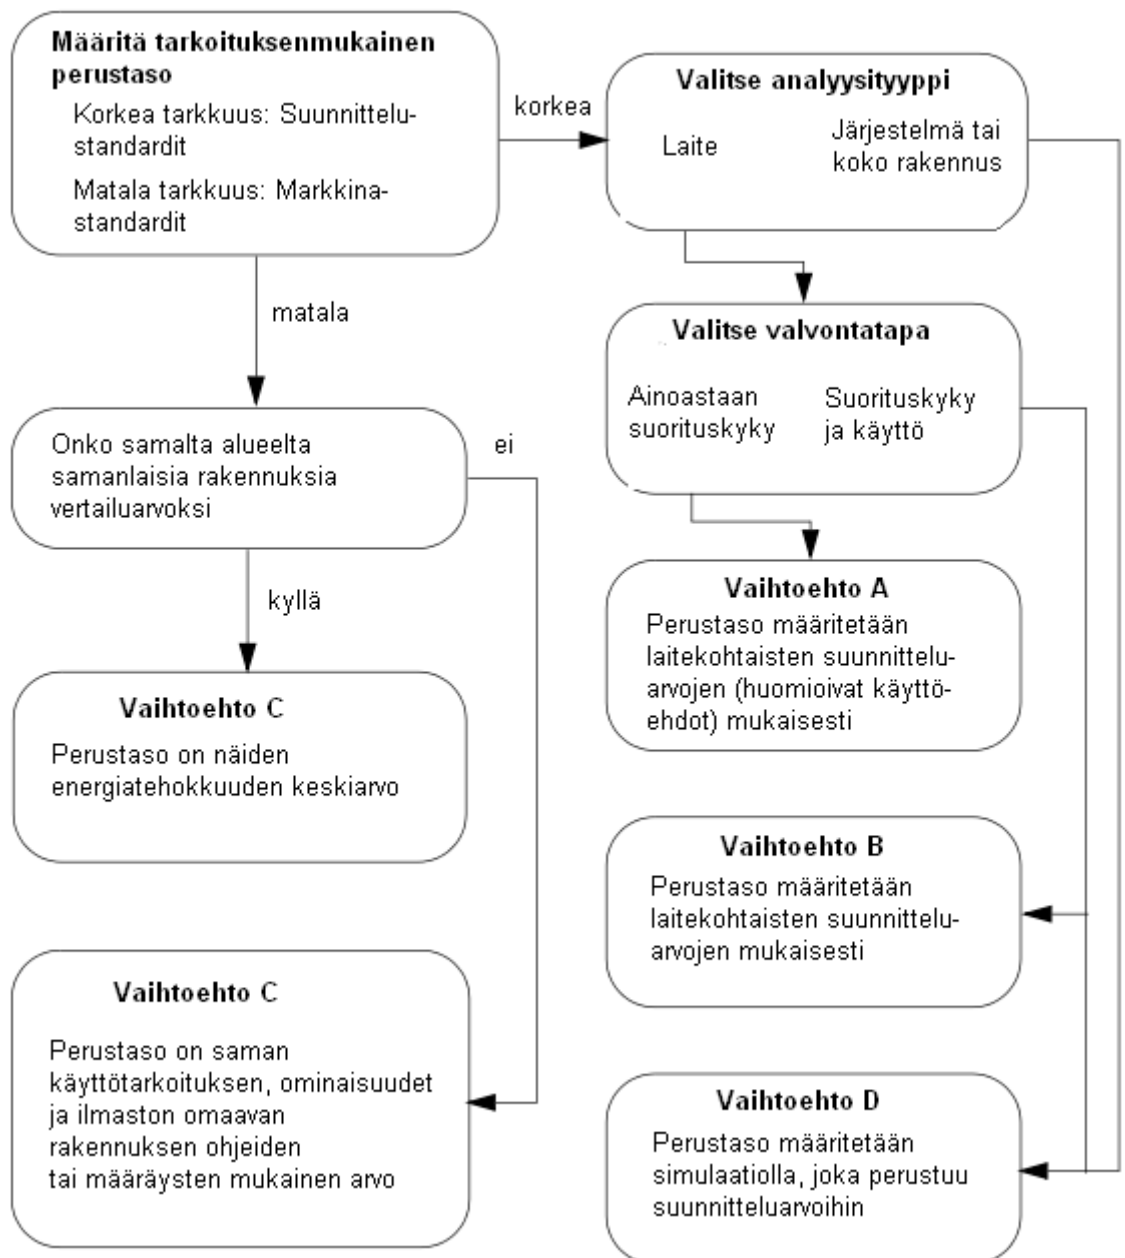 Määritä tarkoituksenmukainen
perustaso
Korkea tarkkuus: Suunnittelu-
standardit
Matala tarkkuus: Markkina-
standardit
korkea
Valitse analyysityyppi
Laite
Järjestelmä tai
koko rakennus
matala
Valitse valvontatapa
Ainoastaan
suorituskyky
Suorituskyky
ja käyttö
Onko samalta alueelta
samanlaisia rakennuksia
vertailuarvoksi
ei
kyllä
Vaihtoehto A
Perustaso määritetään
laitekohtaisten suunnittelu-
arvojen (huomioivat käyttö-
ehdot) mukaisesti
Vaihtoehto C
Perustaso on näiden
energiatehokkuuden keskiarvo
Vaihtoehto B
Perustaso määritetään
laitekohtaisten suunnittelu-
arvojen mukaisesti
Vaihtoehto C
Perustaso on saman
käyttötarkoituksen, ominaisuudet
ja ilmaston omaavan
rakennuksen ohjeiden
tai määräysten mukainen arvo
Vaihtoehto D
Perustaso määritetään
simulaatiolla, joka perustuu
suunnitteluarvoihin